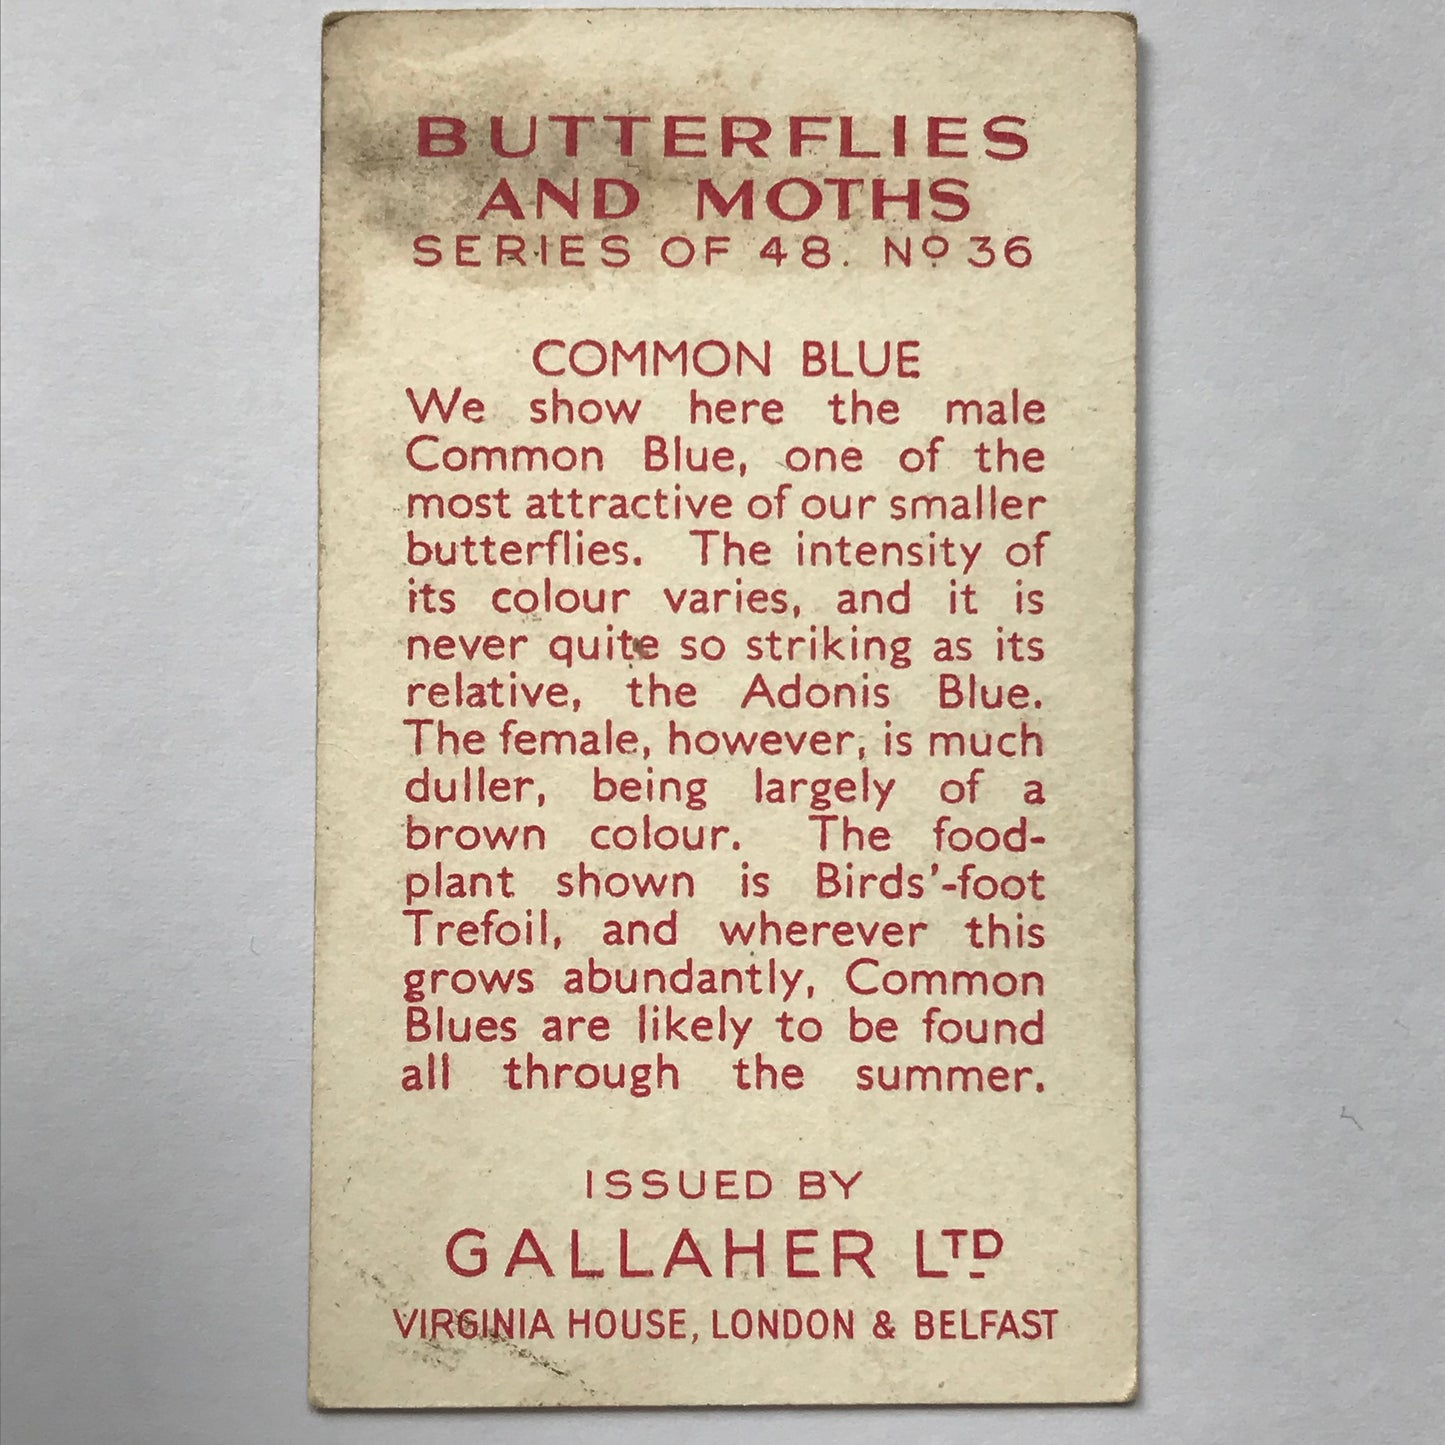 BUTTERFLIES
AND MOTHS
SERIES OF 48. Nº 36
COMMON BLUE
We show here the male
Common Blue, one of the
most attractive of our smaller
butterflies. The intensity of
its colour varies, and it is
never quite so striking as its
relative, the Adonis Blue.
The female, however, is much
duller, being largely of a
brown colour. The food-
plant shown is Birds'-foot
Trefoil, and wherever this
grows abundantly, Common
Blues are likely to be found
all through the summer.
ISSUED BY
GALLAHER LTD
VIRGINIA HOUSE, LONDON & BELFAST